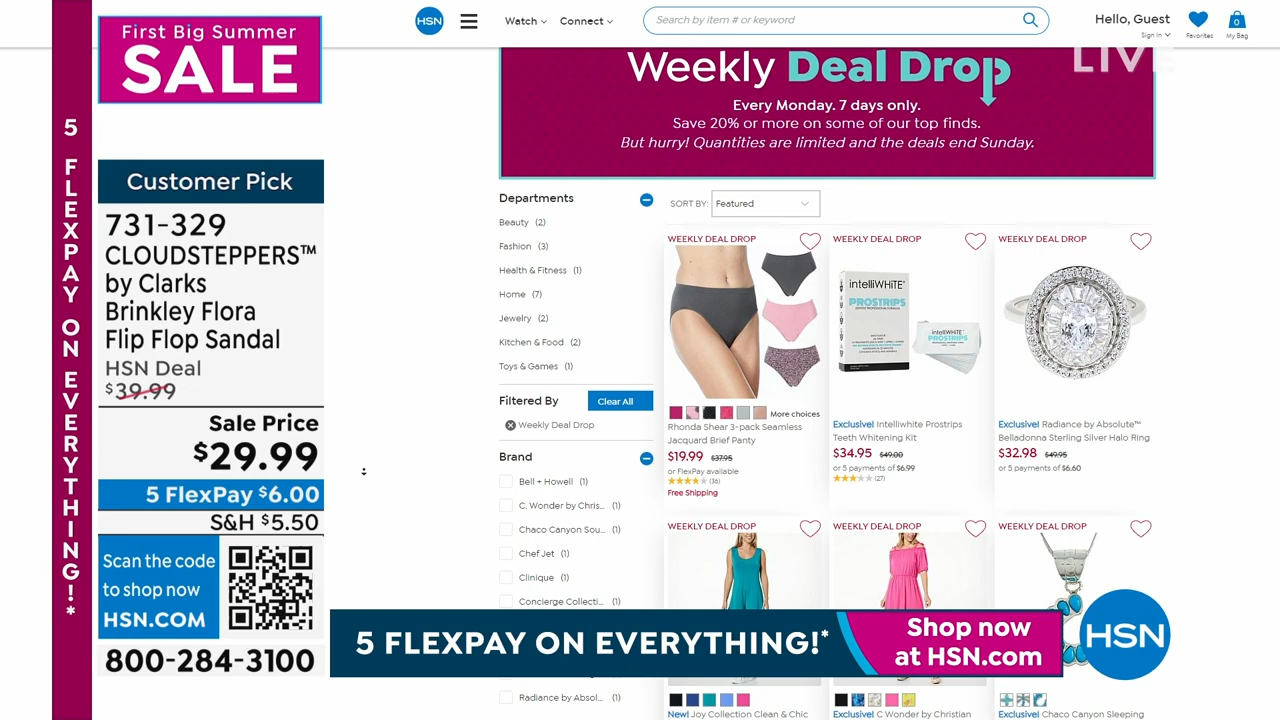 First Big Summer
SALE
5 FLEXPAY ON EVERYTHING!*
Customer Pick
731-329
CLOUDSTEPPERS™
by Clarks
Brinkley Flora
Flip Flop Sandal
HSN Deal
$39.99
Sale Price
$29.99
5 FlexPay $6.00
S&H $5.50
Scan the code
to shop now
HSN.COM
800-284-3100
HSN
Watch
Connect
Search by item # or keyword
Hello, Guest
Sign in
Favorites
0
My Bag
LIVE
Weekly Deal Drop
Every Monday. 7 days only.
Save 20% or more on some of our top finds.
But hurry! Quantities are limited and the deals end Sunday.
Departments
Beauty (2)
Fashion (3)
Health & Fitness (1)
Home (7)
Jewelry (2)
Kitchen & Food (2)
Toys & Games (1)
Filtered By
Clear All
Weekly Deal Drop
Brand
Bell + Howell (1)
C. Wonder by Chris... (1)
Chaco Canyon Sou... (1)
Chef Jet (1)
Clinique (1)
Concierge Collecti... (1)
Radiance by Absol... (1)
SORT BY: Featured
WEEKLY DEAL DROP
More choices
Rhonda Shear 3-pack Seamless
Jacquard Brief Panty
$19.99 $37.95
or FlexPay available
(36)
Free Shipping
WEEKLY DEAL DROP
intelliWHiTE®
PROSTRIPS
intelliWHiTE
PROSTRIPS
Exclusive! Intelliwhite Prostrips
Teeth Whitening Kit
$34.95 $49.00
or 5 payments of $6.99
(27)
WEEKLY DEAL DROP
Exclusive! Radiance by Absolute™
Belladonna Sterling Silver Halo Ring
$32.98 $49.95
or 5 payments of $6.60
WEEKLY DEAL DROP
New! Joy Collection Clean & Chic
WEEKLY DEAL DROP
Exclusive! C Wonder by Christian
WEEKLY DEAL DROP
Exclusive! Chaco Canyon Sleeping
5 FLEXPAY ON EVERYTHING!*
Shop now
at HSN.com
HSN